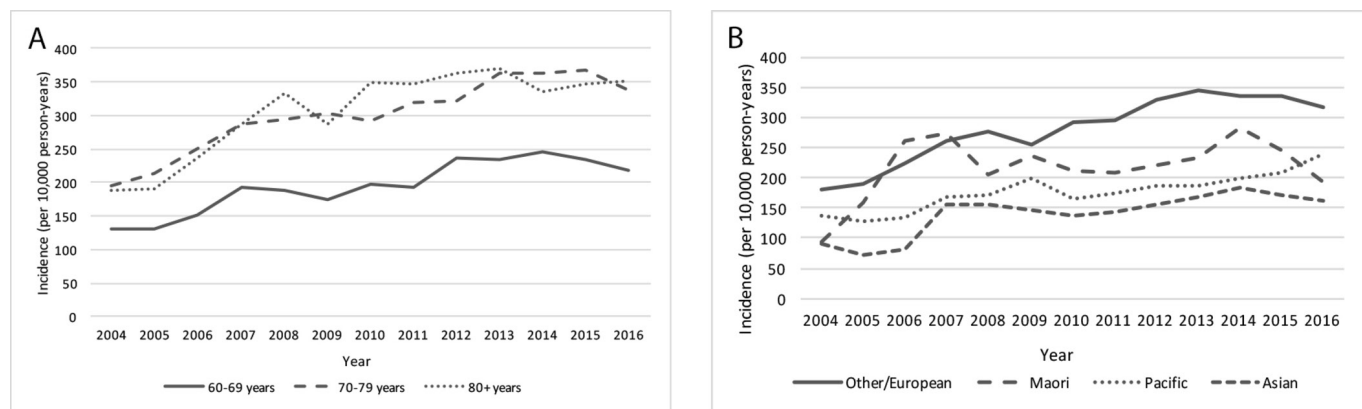 A
Incidence (per 10,000 person-years)
400
350
300
250
200
150
100
50
0
2004 2005 2006 2007 2008 2009 2010 2011 2012 2013 2014 2015 2016
Year
60-69 years 70-79 years 80+ years
B
Incidence (per 10,000 person-years)
400
350
300
250
200
150
100
50
0
2004 2005 2006 2007 2008 2009 2010 2011 2012 2013 2014 2015 2016
Year
Other/European Maori Pacific Asian